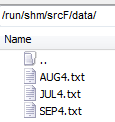 /run/shm/srcF/data/
Name
..
AUG4.txt
JUL4.txt
SEP4.txt